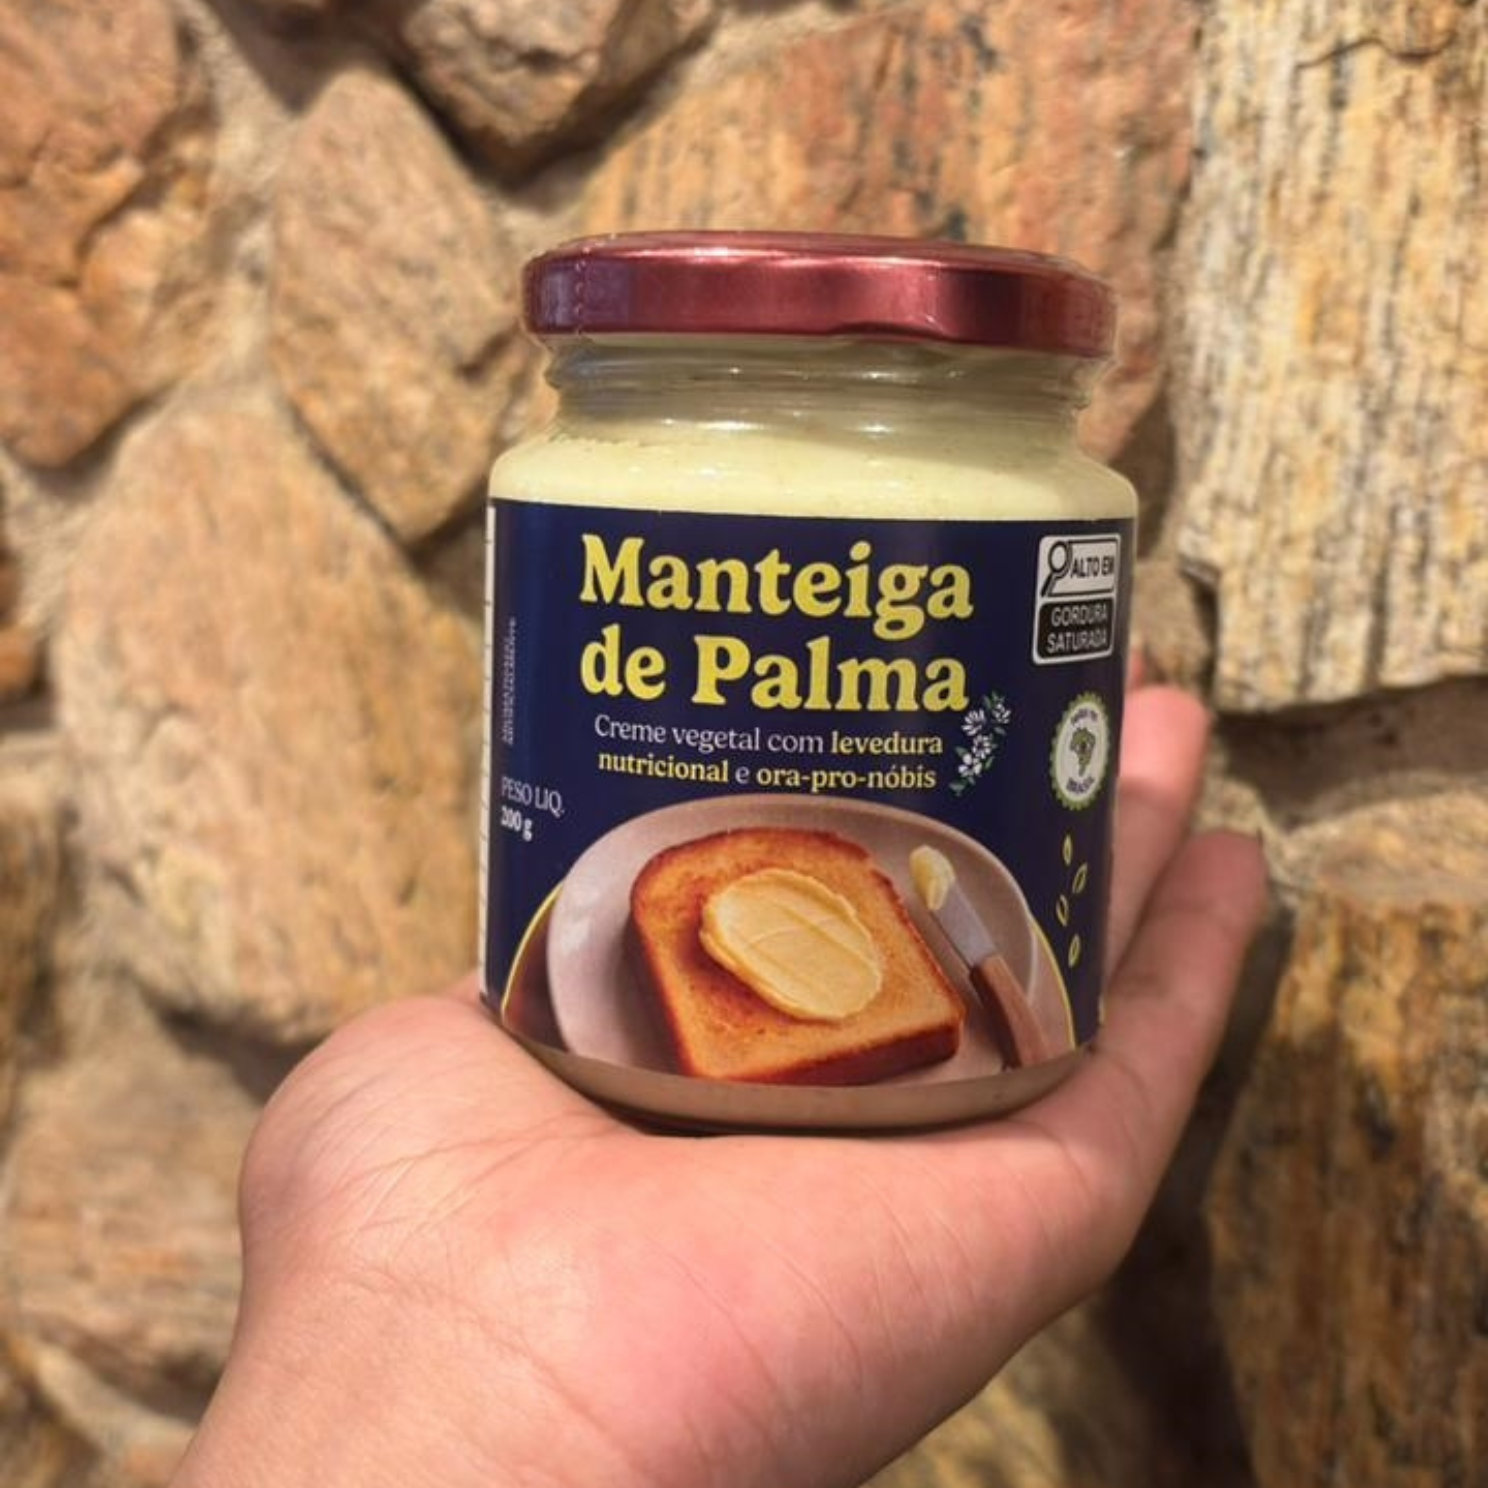 Manteiga
de Palma
Creme vegetal com levedura
nutricional e ora-pro-nóbis
ALTO EM
GORDURA
SATURADA
PESO LIQ.
200 g